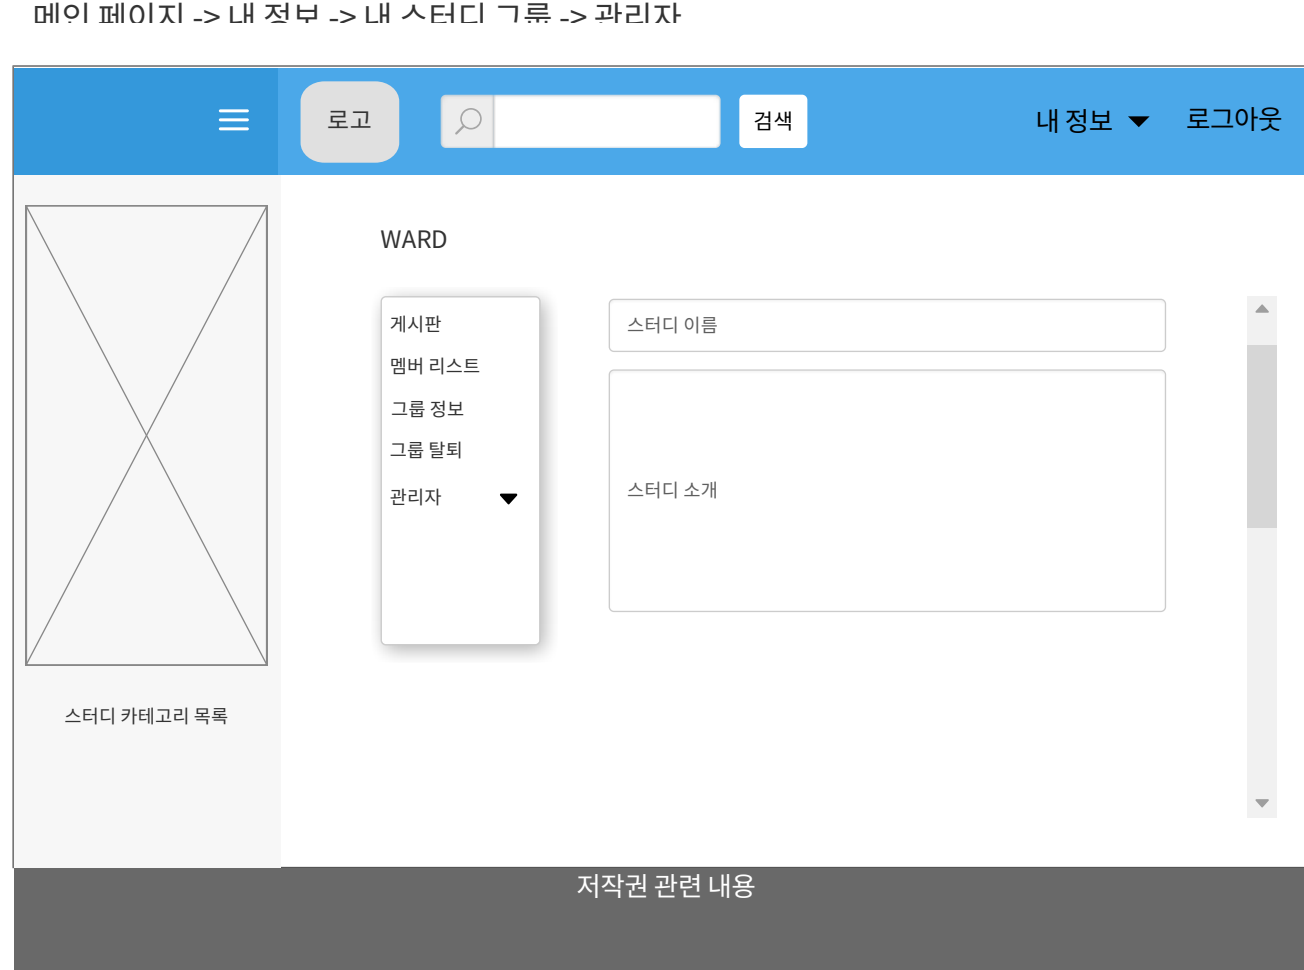 메인 페이지 -> 내 정보 -> 내 스터디 그룹 -> 관리자
로고
검색
내 정보
로그아웃
WARD
게시판
멤버 리스트
그룹 정보
그룹 탈퇴
관리자
스터디 이름
스터디 소개
스터디 카테고리 목록
저작권 관련 내용